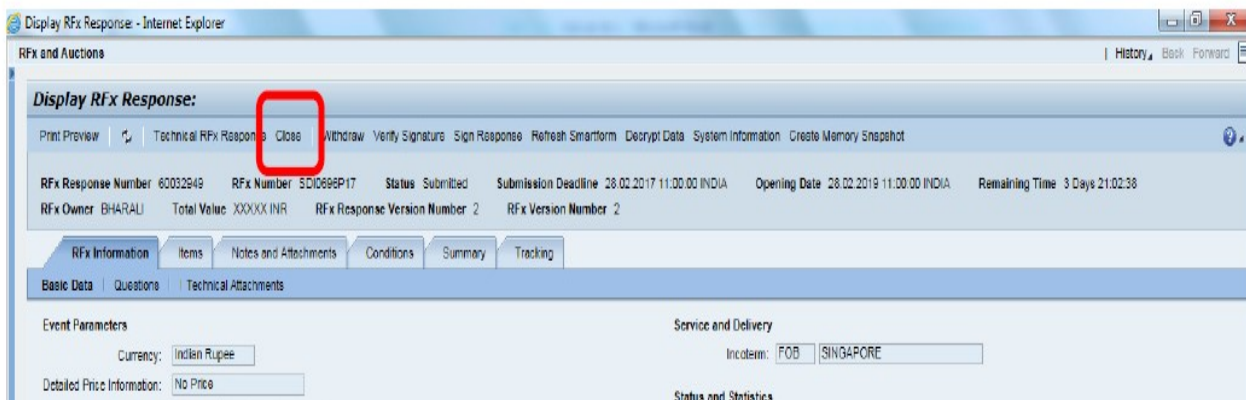 Display RFx Response: - Internet Explorer
RFx and Auctions
History Back Forward
Display RFx Response:
Print Preview Technical RFx Response Close Withdraw Verify Signature Sign Response Refresh Smartform Decrypt Data System Information Create Memory Snapshot
RFx Response Number 60032949 RFx Number SDI0696P17 Status Submitted Submission Deadline 28.02.2017 11:00:00 INDIA Opening Date 28.02.2019 11:00:00 INDIA Remaining Time 3 Days 21:02:38
RFx Owner BHARALI Total Value XXXXX INR RFx Response Version Number 2 RFx Version Number 2
RFx Information Items Notes and Attachments Conditions Summary Tracking
Basic Data Questions Technical Attachments
Event Parameters Service and Delivery
Currency: Indian Rupee Incoterm: FOB SINGAPORE
Detailed Price Information: No Price
Status and Statistics